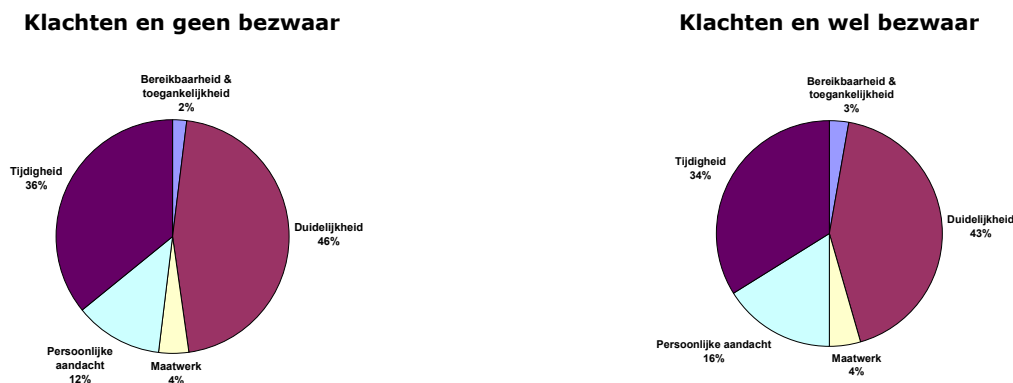 Klachten en geen bezwaar
Bereikbaarheid &
toegankelijkheid
2%
Tijdigheid
36%
Duidelijkheid
46%
Persoonlijke
aandacht
12%
Maatwerk
4%
Klachten en wel bezwaar
Bereikbaarheid &
toegankelijkheid
3%
Tijdigheid
34%
Duidelijkheid
43%
Persoonlijke aandacht
16%
Maatwerk
4%